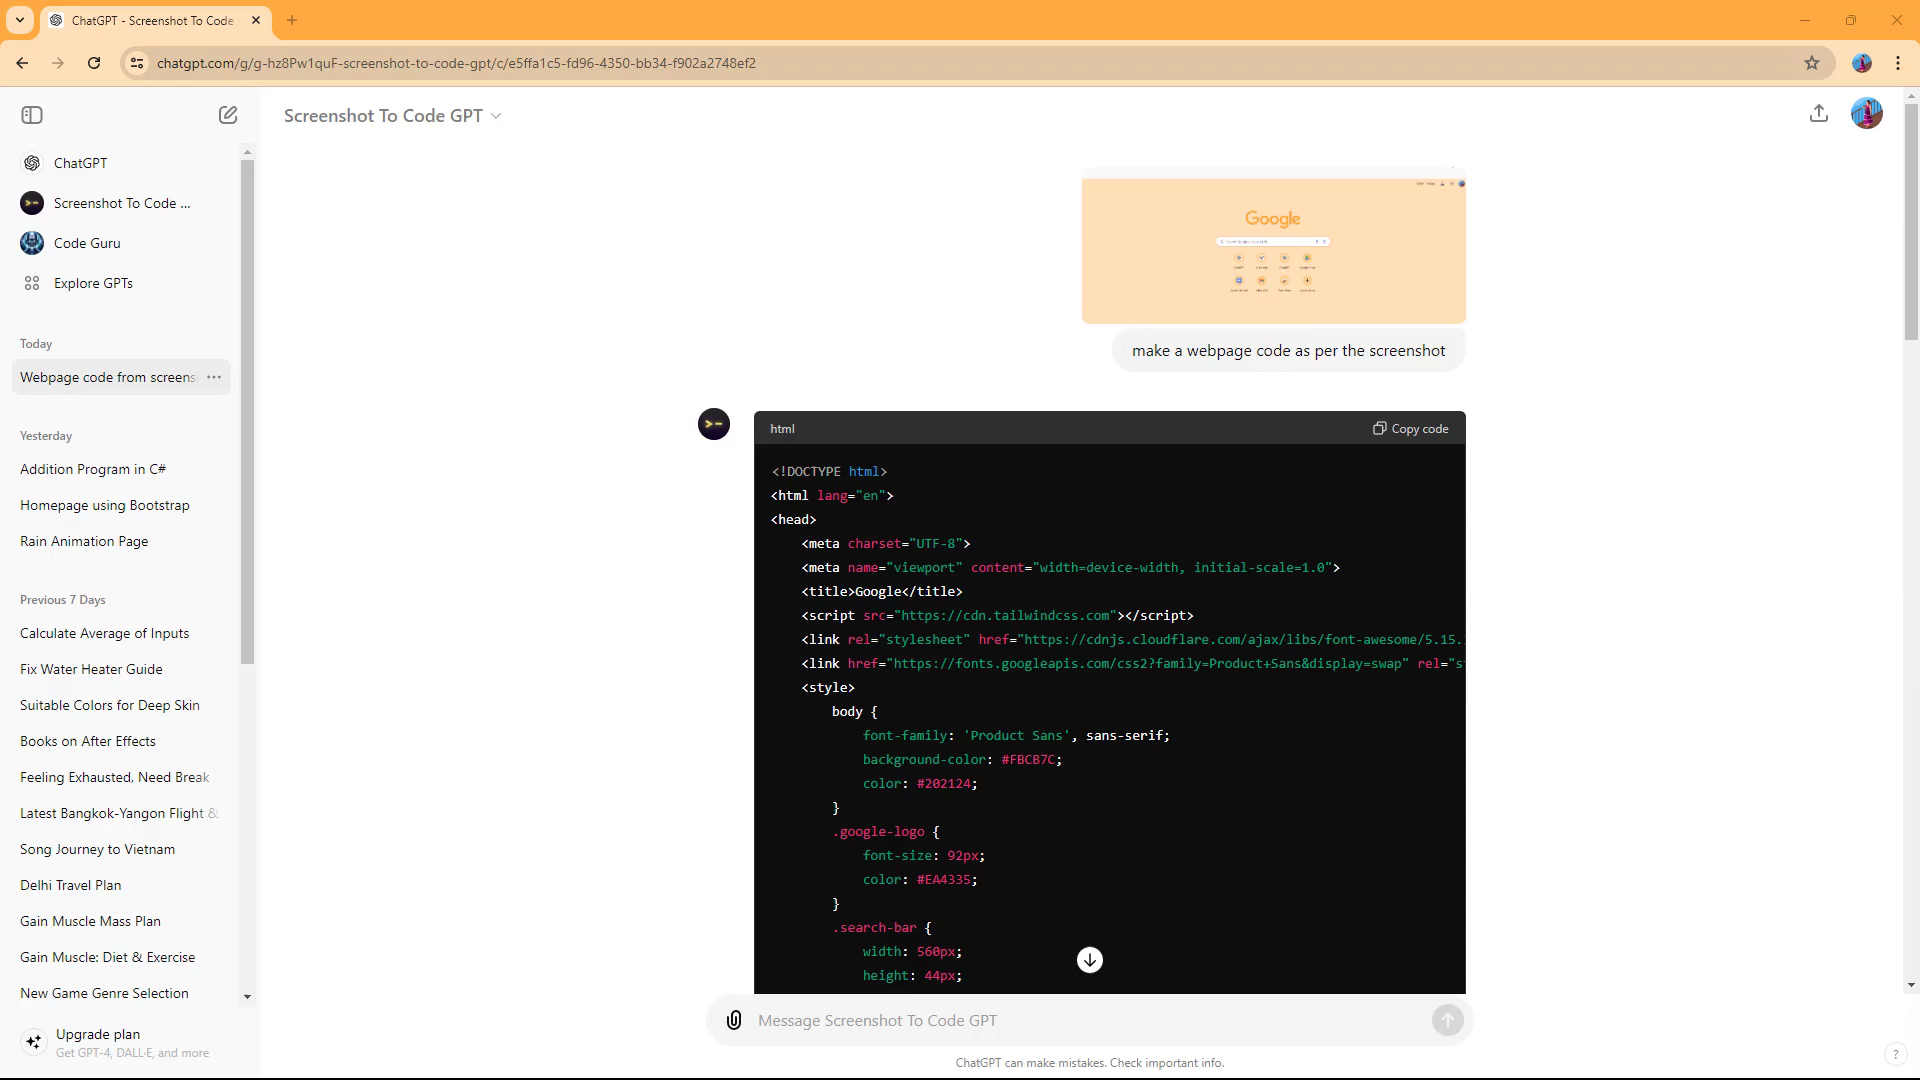 ChatGPT - Screenshot To Code
chatgpt.com/g/g-hz8Pw1quF-screenshot-to-code-gpt/c/e5ffa1c5-fd96-4350-bb34-f902a2748ef2
Screenshot To Code GPT
ChatGPT
Screenshot To Code ...
Code Guru
Explore GPTs
Today
Webpage code from screens
Yesterday
Addition Program in C#
Homepage using Bootstrap
Rain Animation Page
Previous 7 Days
Calculate Average of Inputs
Fix Water Heater Guide
Suitable Colors for Deep Skin
Books on After Effects
Feeling Exhausted, Need Break
Latest Bangkok-Yangon Flight &
Song Journey to Vietnam
Delhi Travel Plan
Gain Muscle Mass Plan
Gain Muscle: Diet & Exercise
New Game Genre Selection
Upgrade plan
Get GPT-4, DALL·E, and more
Google
make a webpage code as per the screenshot
html
Copy code
<!DOCTYPE html>
<html lang="en">
<head>
<meta charset="UTF-8">
<meta name="viewport" content="width=device-width, initial-scale=1.0">
<title>Google</title>
<script src="https://cdn.tailwindcss.com"></script>
<link rel="stylesheet" href="https://cdnjs.cloudflare.com/ajax/libs/font-awesome/5.15.
<link href="https://fonts.googleapis.com/css2?family=Product+Sans&display=swap" rel="s
<style>
body {
font-family: 'Product Sans', sans-serif;
background-color: #FBCB7C;
color: #202124;
}
.google-logo {
font-size: 92px;
color: #EA4335;
}
.search-bar {
width: 560px;
height: 44px;
Message Screenshot To Code GPT
ChatGPT can make mistakes. Check important info.
?